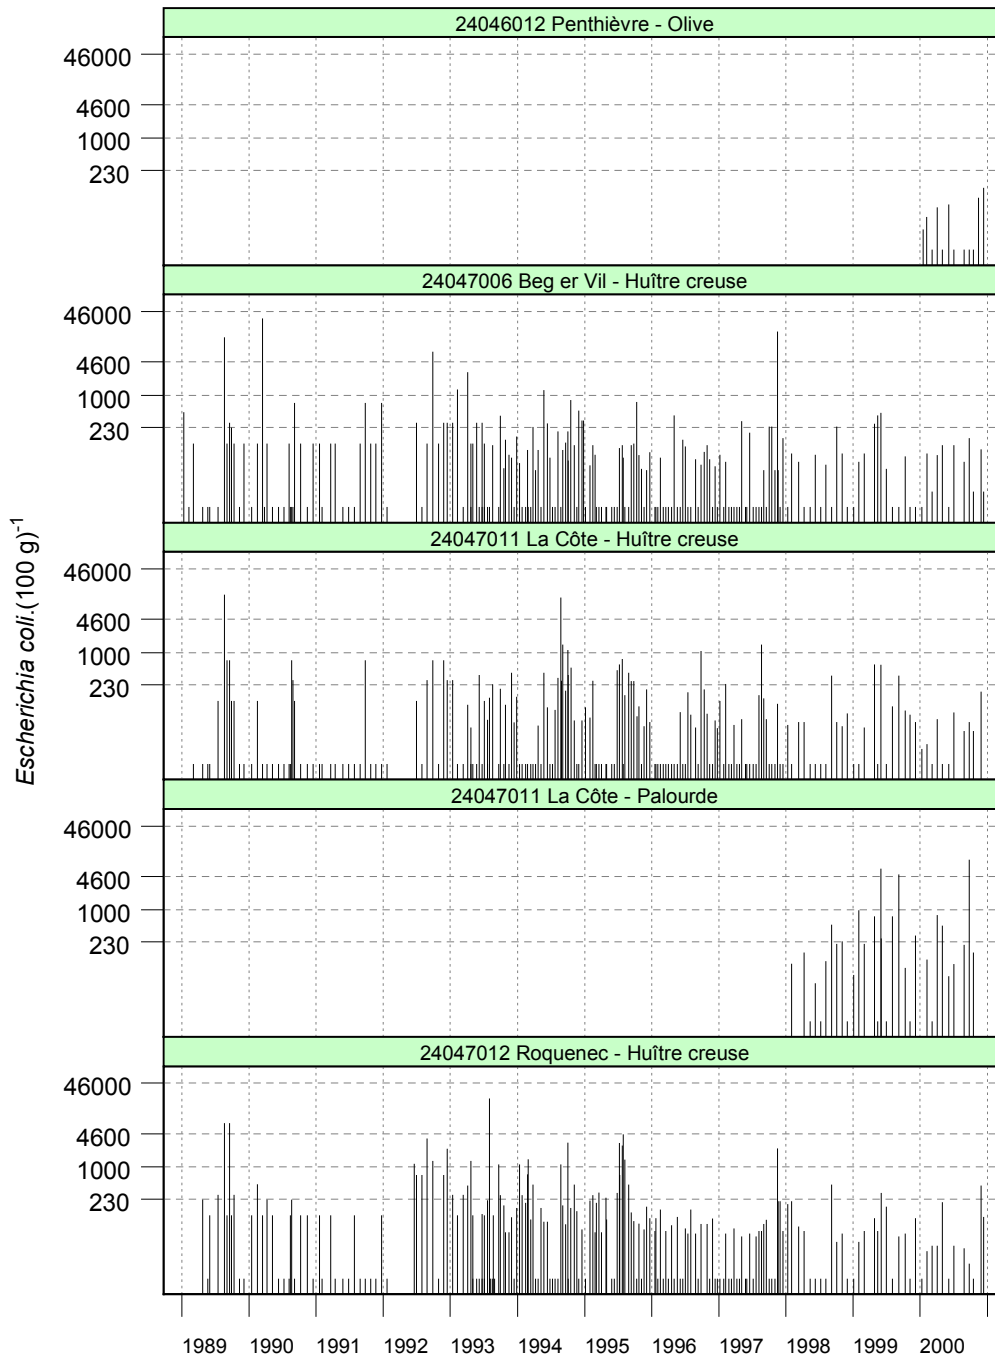 24046012 Penthièvre - Olive
46000
4600
1000
230
24047006 Beg er Vil - Huître creuse
46000
4600
1000
230
24047011 La Côte - Huître creuse
46000
4600
1000
230
24047011 La Côte - Palourde
46000
4600
1000
230
24047012 Roquenec - Huître creuse
46000
4600
1000
230
Escherichia coli.(100 g)⁻¹
1989 1990 1991 1992 1993 1994 1995 1996 1997 1998 1999 2000